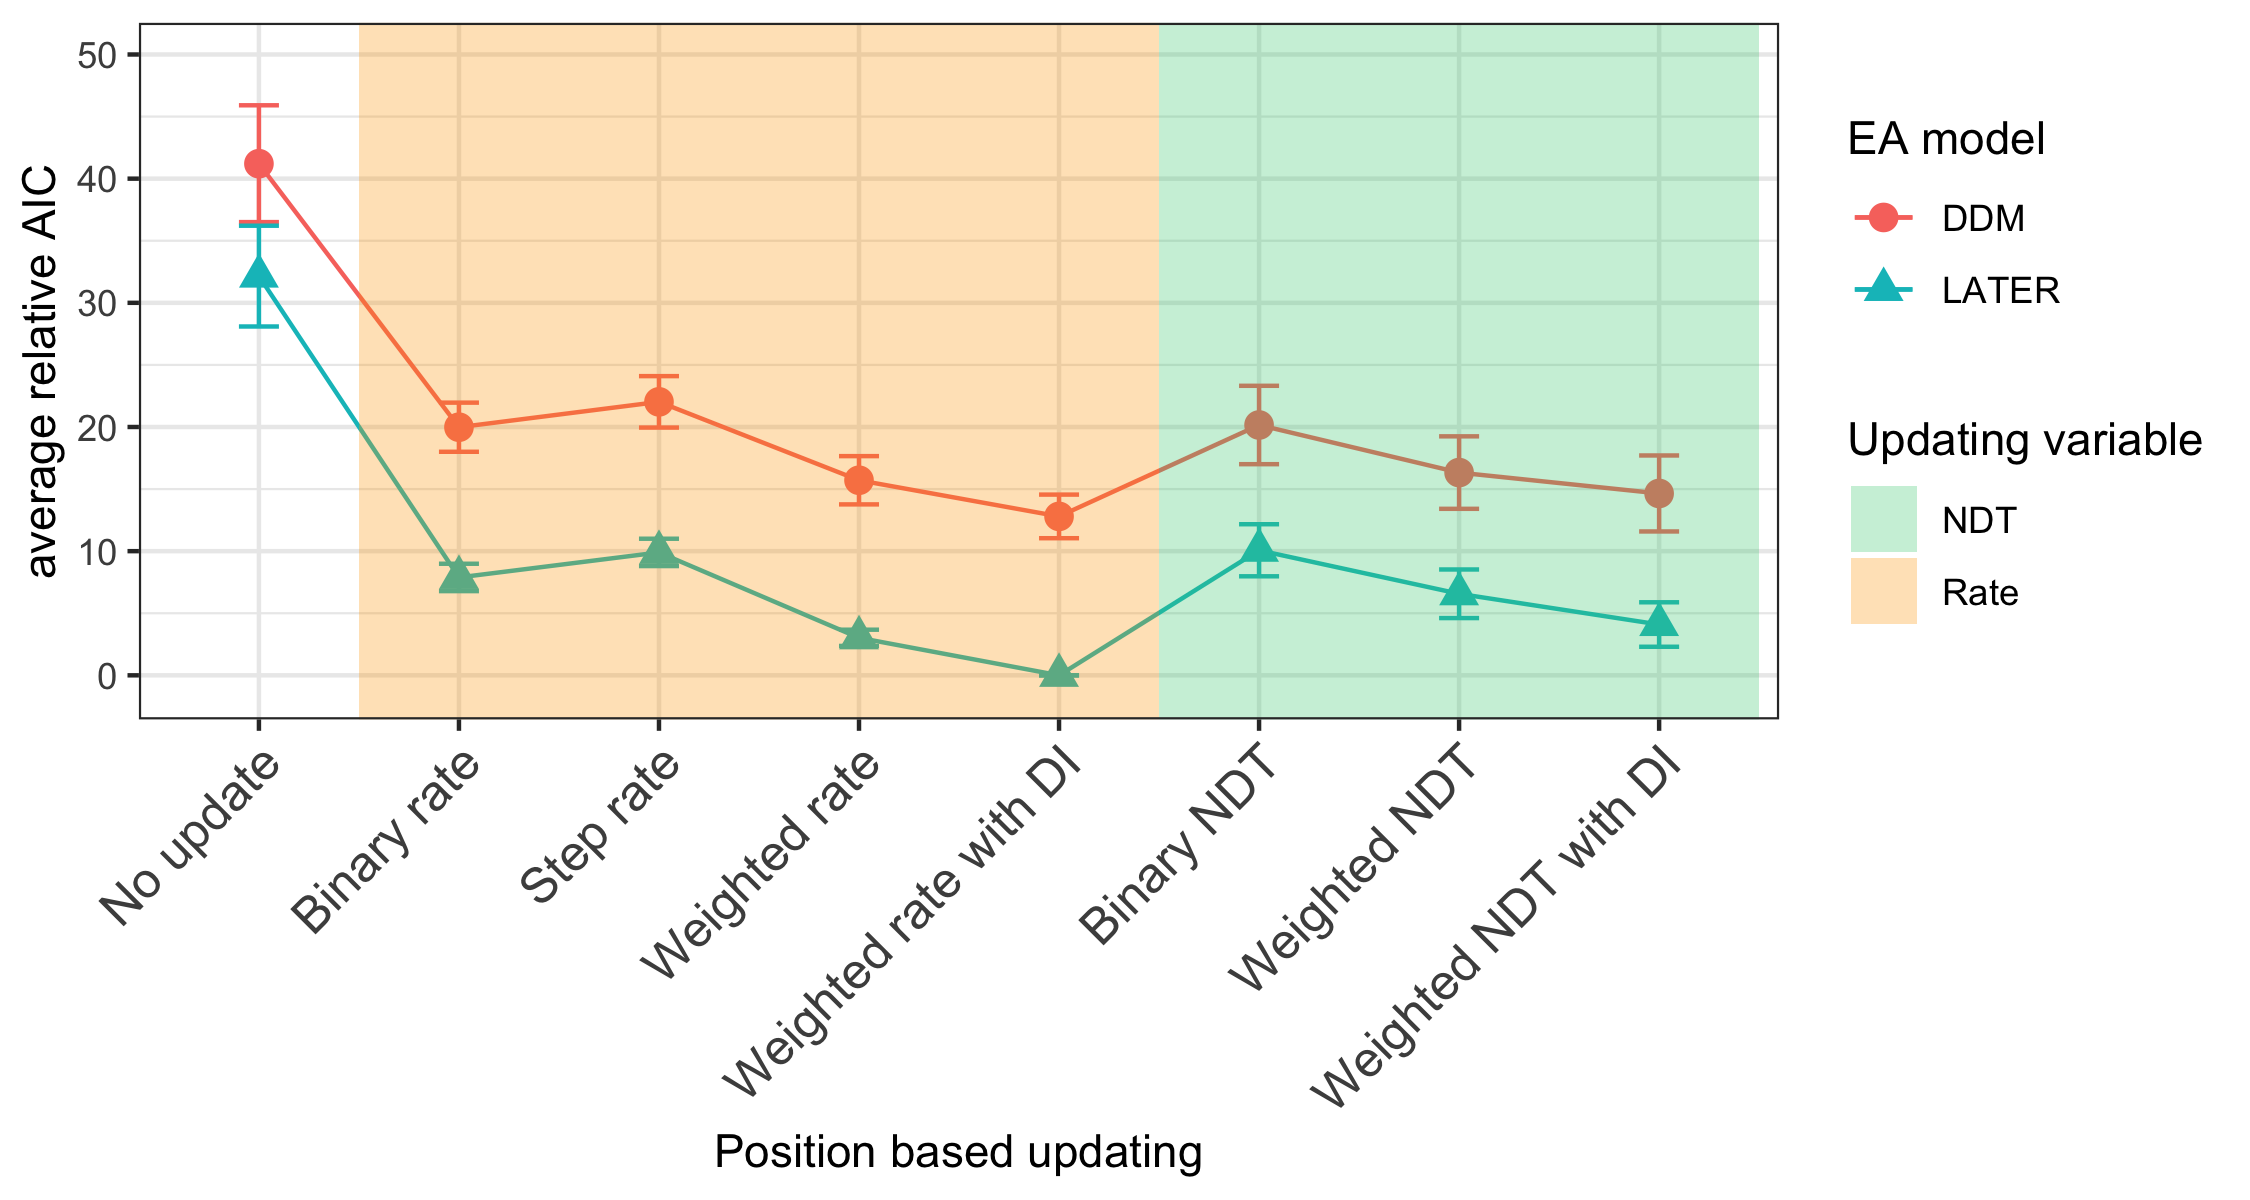 average relative AIC
50
40
30
20
10
0
No update
Binary rate
Step rate
Weighted rate
Weighted rate with DI
Binary NDT
Weighted NDT
Weighted NDT with DI
Position based updating
EA model
DDM
LATER
Updating variable
NDT
Rate